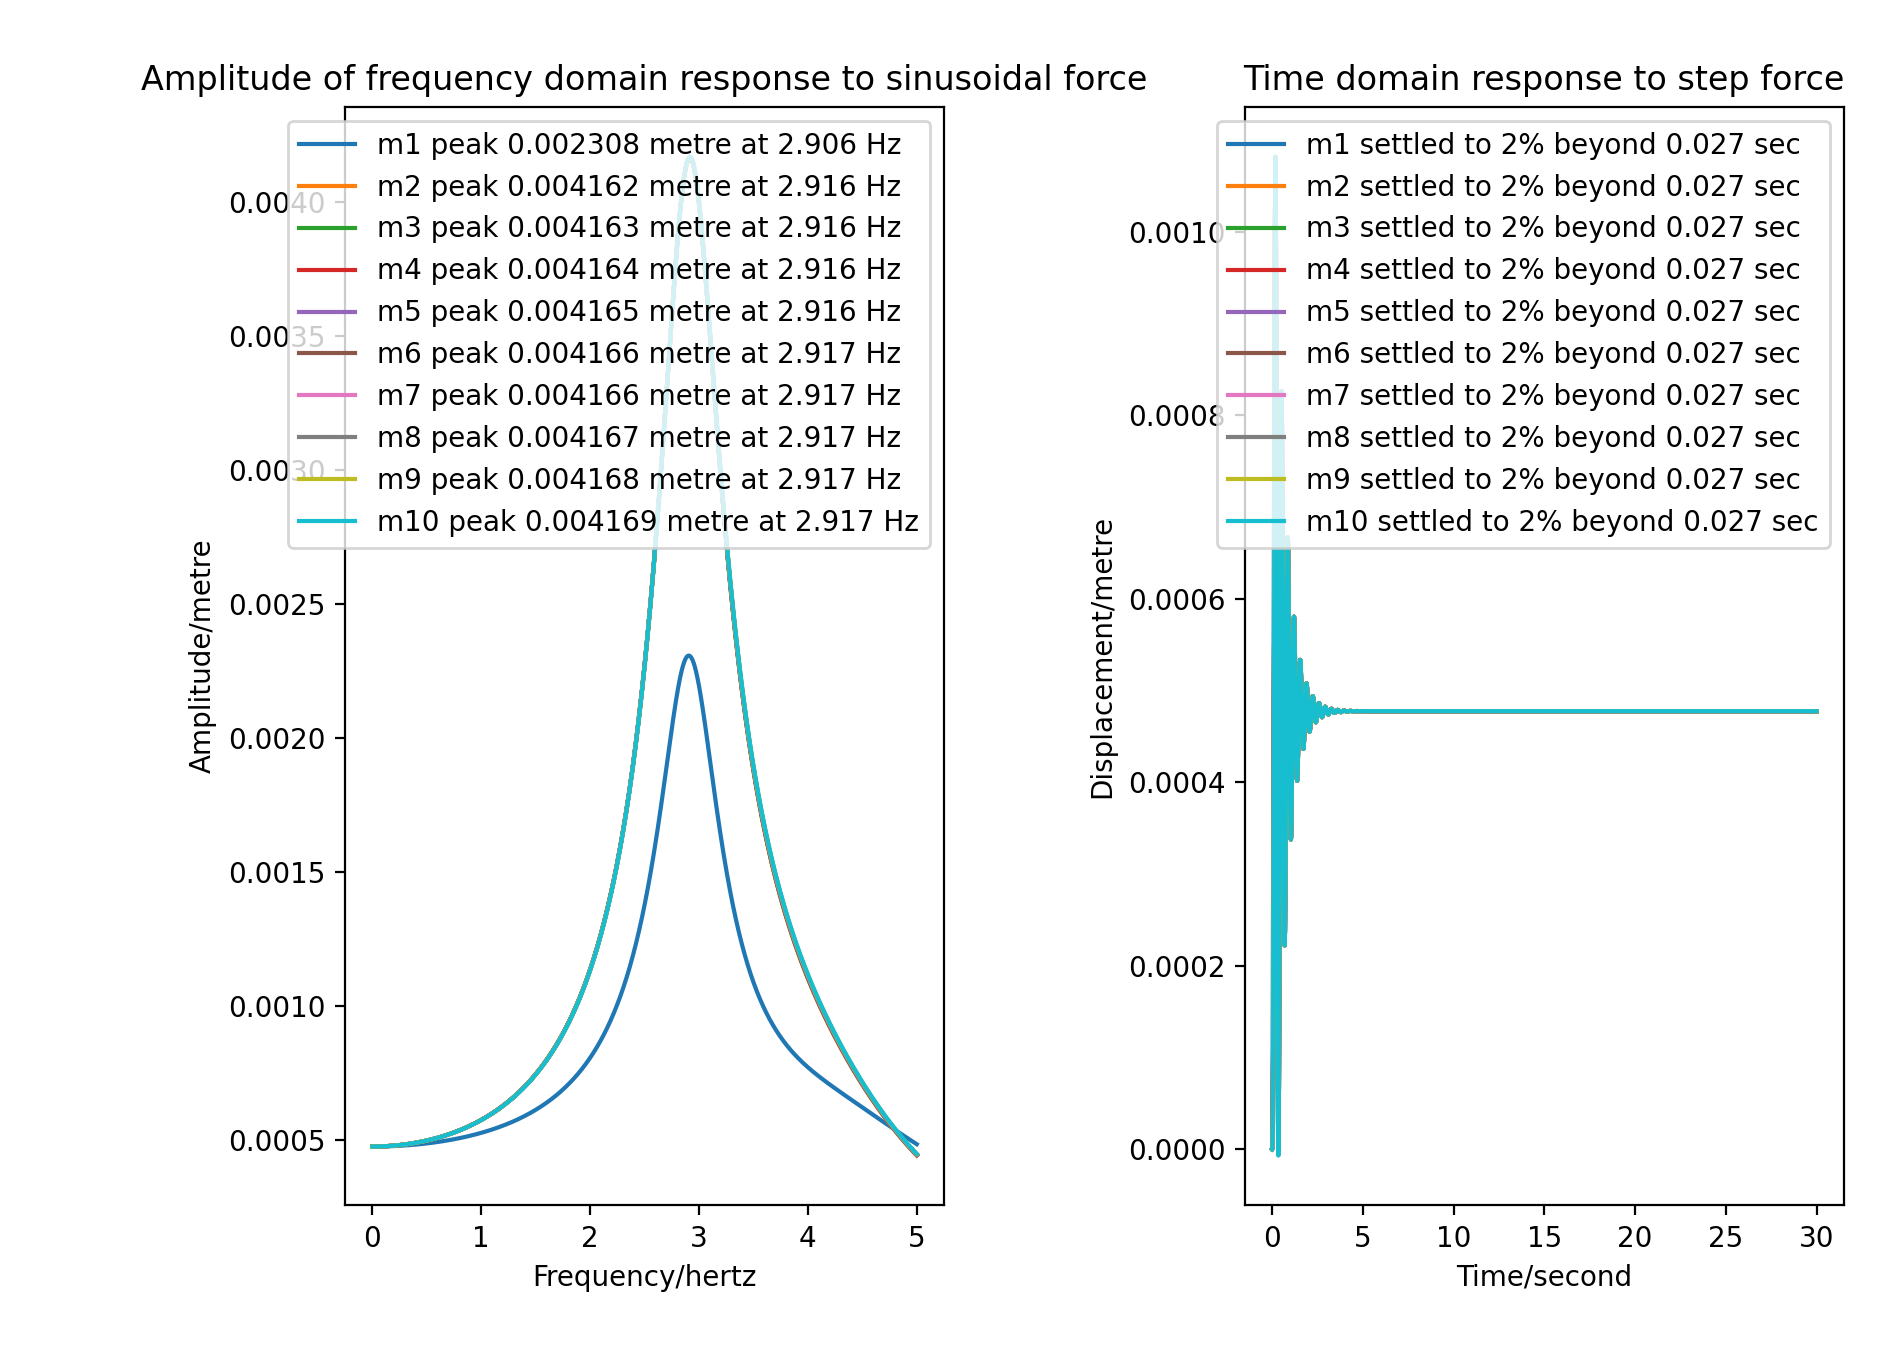 Amplitude of frequency domain response to sinusoidal force
m1 peak 0.002308 metre at 2.906 Hz
m2 peak 0.004162 metre at 2.916 Hz
m3 peak 0.004163 metre at 2.916 Hz
m4 peak 0.004164 metre at 2.916 Hz
m5 peak 0.004165 metre at 2.916 Hz
m6 peak 0.004166 metre at 2.917 Hz
m7 peak 0.004166 metre at 2.917 Hz
m8 peak 0.004167 metre at 2.917 Hz
m9 peak 0.004168 metre at 2.917 Hz
m10 peak 0.004169 metre at 2.917 Hz
0.0040
0.0035
0.0030
0.0025
0.0020
0.0015
0.0010
0.0005
Amplitude/metre
0 1 2 3 4 5
Frequency/hertz
Time domain response to step force
m1 settled to 2% beyond 0.027 sec
m2 settled to 2% beyond 0.027 sec
m3 settled to 2% beyond 0.027 sec
m4 settled to 2% beyond 0.027 sec
m5 settled to 2% beyond 0.027 sec
m6 settled to 2% beyond 0.027 sec
m7 settled to 2% beyond 0.027 sec
m8 settled to 2% beyond 0.027 sec
m9 settled to 2% beyond 0.027 sec
m10 settled to 2% beyond 0.027 sec
0.0010
0.0008
0.0006
0.0004
0.0002
0.0000
Displacement/metre
0 5 10 15 20 25 30
Time/second